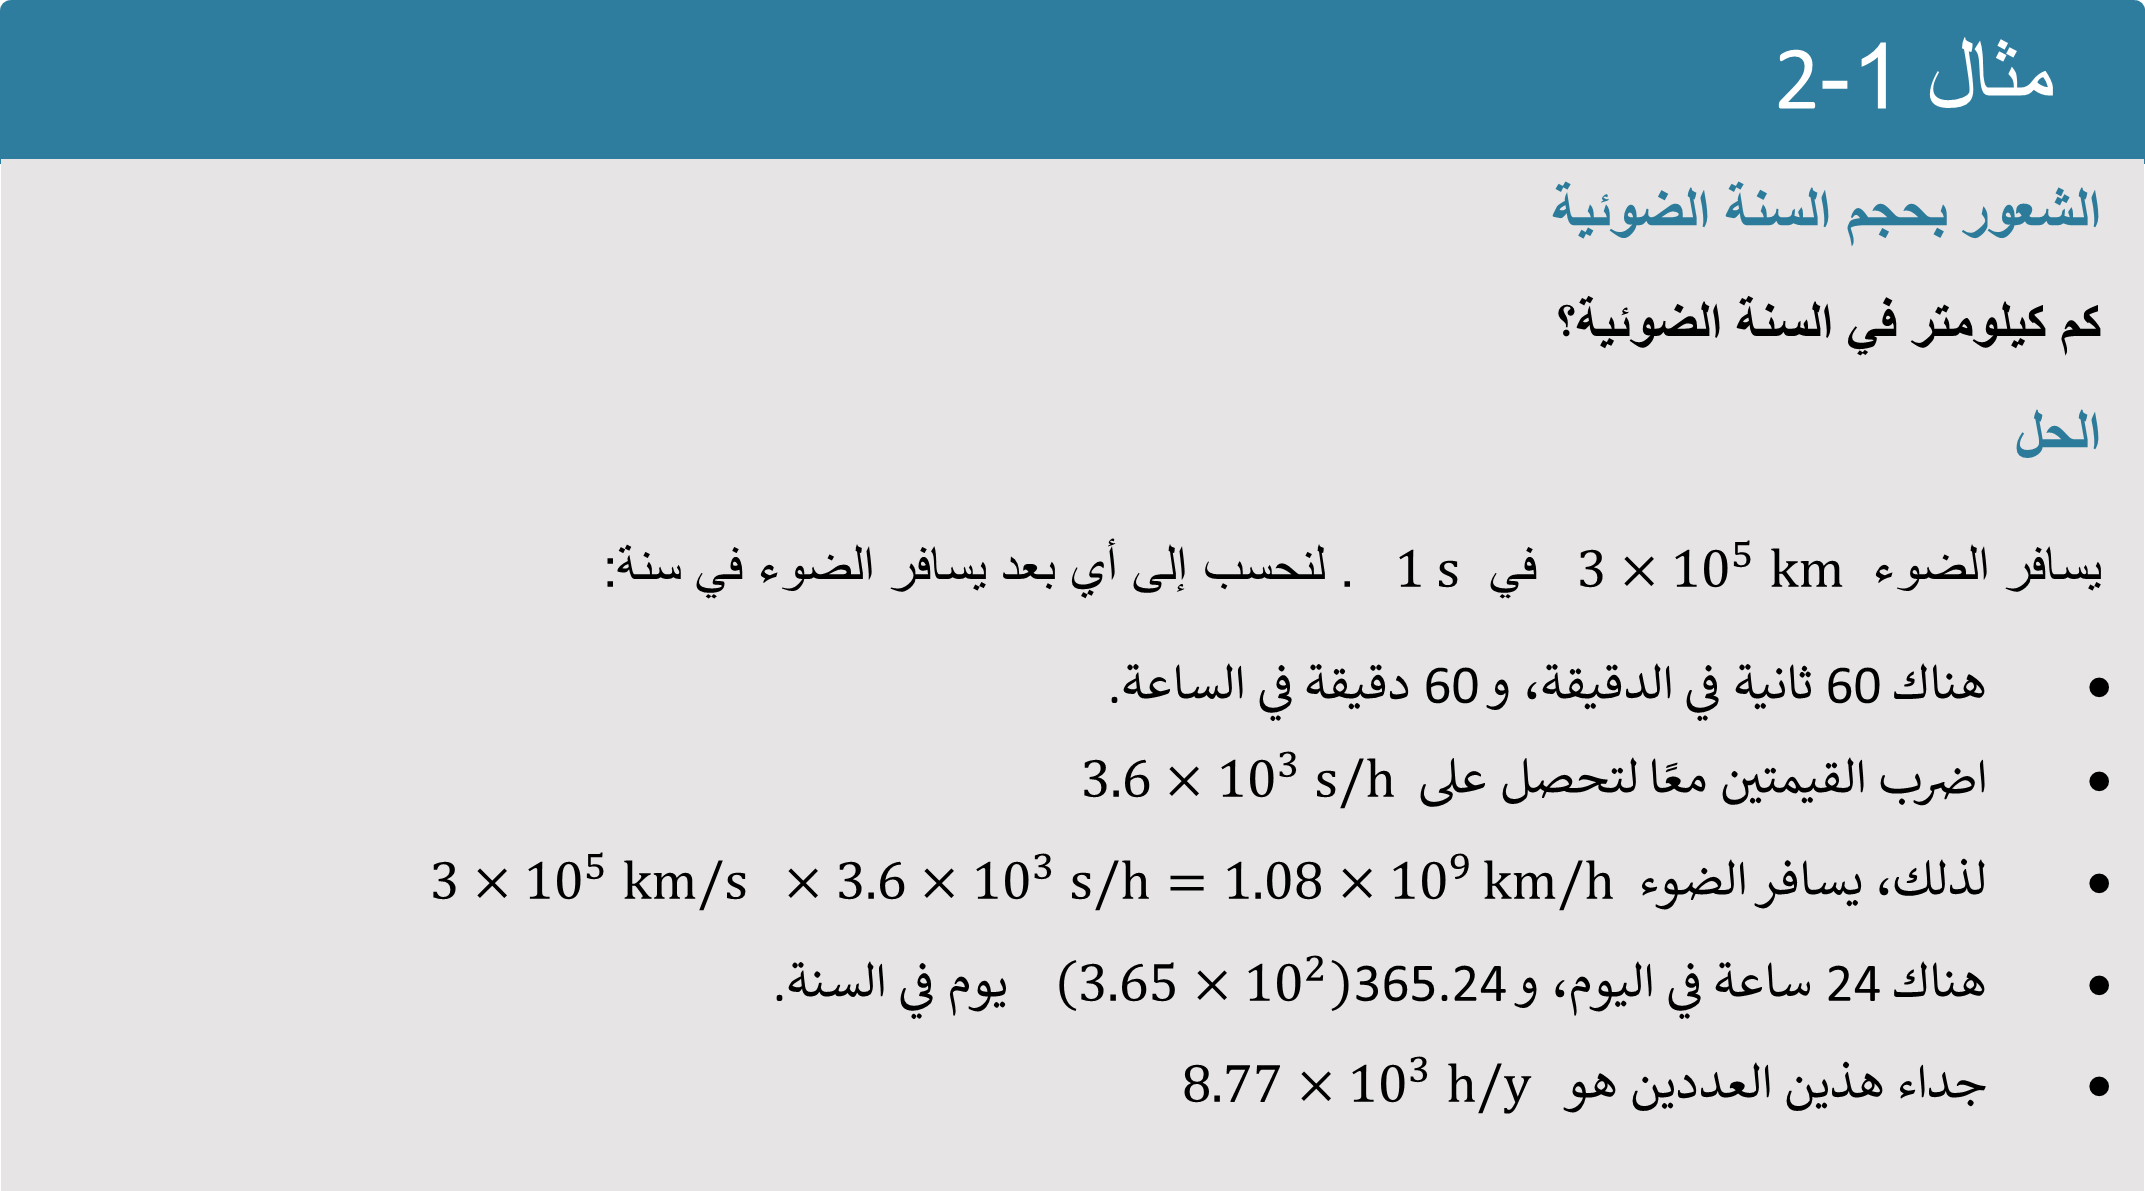 مثال 1-2
الشعور بحجم السنة الضوئية
كم كيلومتر في السنة الضوئية؟
الحل
يسافر الضوء 3 × 10⁵ km في 1 s . لنحسب إلى أي بعد يسافر الضوء في سنة:
• هناك 60 ثانية في الدقيقة، و 60 دقيقة في الساعة.
• اضرب القيمتين معًا لتحصل على 3.6 × 10³ s/h
• لذلك، يسافر الضوء 3 × 10⁵ km/s × 3.6 × 10³ s/h = 1.08 × 10⁹ km/h
• هناك 24 ساعة في اليوم، و 365.24 (3.65 × 10²) يوم في السنة.
• جداء هذين العددين هو 8.77 × 10³ h/y